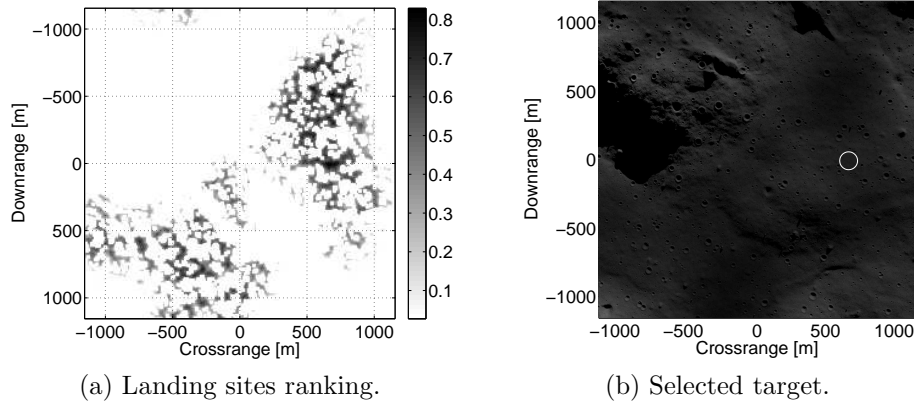 −1000
−500
0
500
1000
Downrange [m]
−1000 −500 0 500 1000
Crossrange [m]
0.8
0.7
0.6
0.5
0.4
0.3
0.2
0.1
(a) Landing sites ranking.
1000
500
0
−500
−1000
Downrange [m]
−1000 −500 0 500 1000
Crossrange [m]
(b) Selected target.